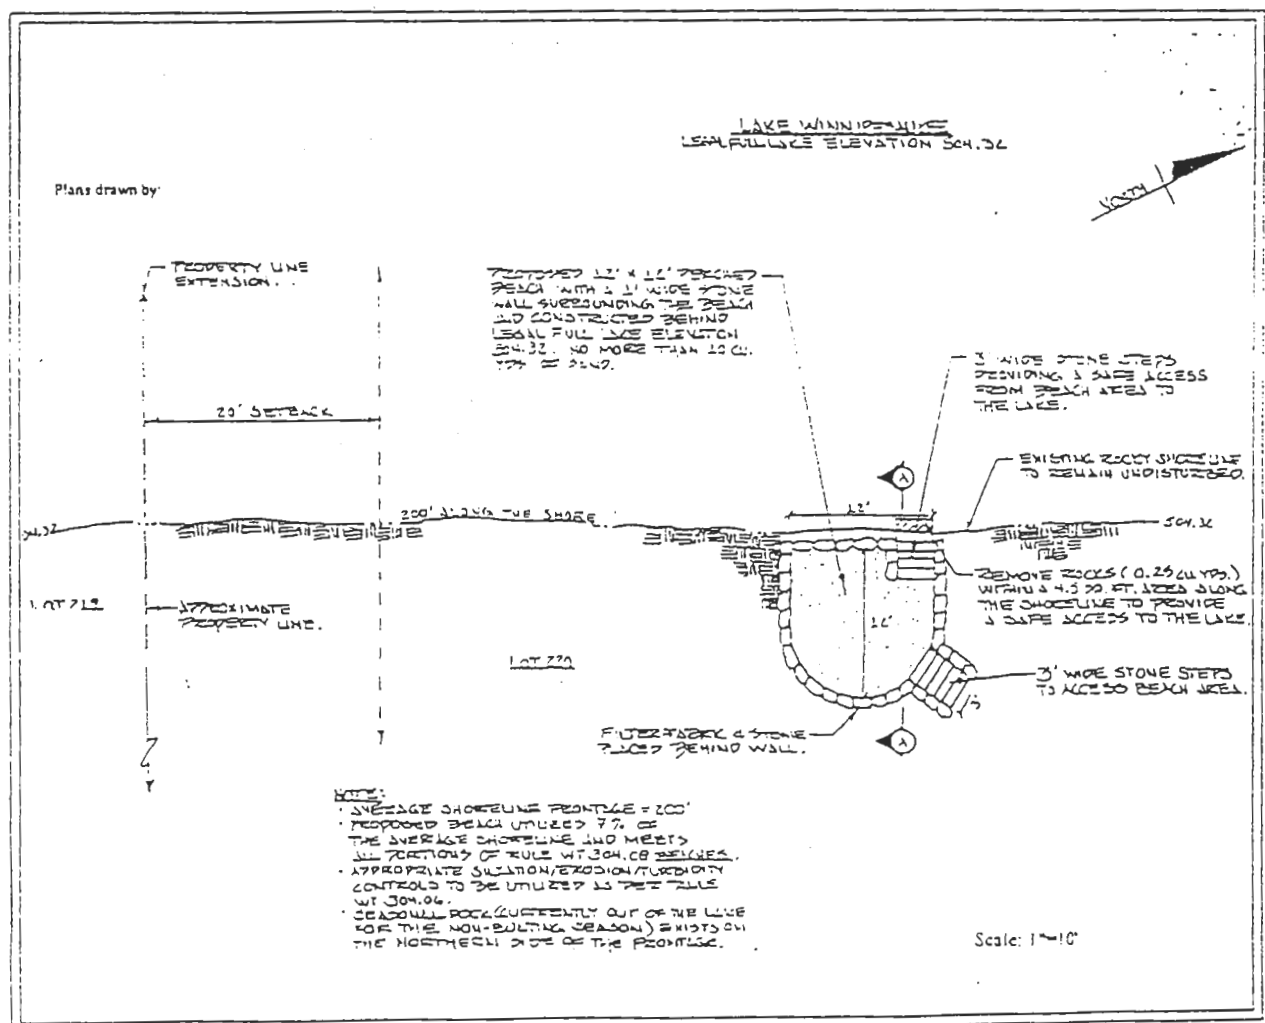 LAKE
LEGAL FULL LAKE ELEVATION 504.32
NORTH
Plans drawn by:
PROPERTY LINE
EXTENSION.
PROPOSED 12' X 12' PERCHED
BEACH WITH A 1' WIDE STONE
WALL SURROUNDING THE BEACH
AND CONSTRUCTED BEHIND
LEGAL FULL LAKE ELEVATION
504.32. NO MORE THAN 10 CU.
YDS OF SAND.
3' WIDE STONE STEPS
PROVIDING A SAFE ACCESS
FROM BEACH AREA TO
THE LAKE.
20' SETBACK
EXISTING ROCKY SHORELINE
TO REMAIN UNDISTURBED.
A
12'
200' ALONG THE SHORE
504.32
REMOVE ROCKS (0.25 CU YDS.)
WITHIN A 4.5 SQ. FT. AREA ALONG
THE SHORELINE TO PROVIDE
A SAFE ACCESS TO THE LAKE.
LOT 719
APPROXIMATE
PROPERTY LINE.
LOT 720
3' WIDE STONE STEPS
TO ACCESS BEACH AREA.
3'
FILTER FABRIC & STONE
PLACED BEHIND WALL.
A
NOTE:
· AVERAGE SHORELINE FRONTAGE = 200'
· PROPOSED BEACH UTILIZES 7% OF
THE AVERAGE SHORELINE AND MEETS
ALL PORTIONS OF RULE WT 304.08 BEACHES.
· APPROPRIATE SILTATION/EROSION/TURBIDITY
CONTROLS TO BE UTILIZED AS PER RULE
WT 304.06.
· SEASONAL DOCK (CURRENTLY OUT OF THE LAKE
FOR THE NON-BOATING SEASON) EXISTS ON
THE NORTHERN SIDE OF THE FRONTAGE.
Scale: 1"=10'